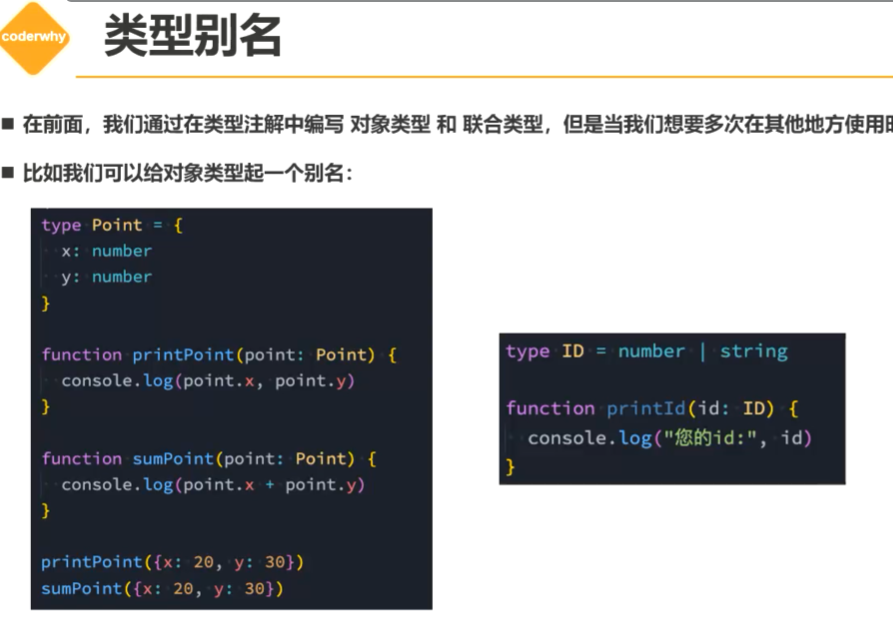 coderwhy
类型别名
■ 在前面，我们通过在类型注解中编写 对象类型 和 联合类型，但是当我们想要多次在其他地方使用
■ 比如我们可以给对象类型起一个别名：
type Point = {
  x: number
  y: number
}
function printPoint(point: Point) {
  console.log(point.x, point.y)
}
function sumPoint(point: Point) {
  console.log(point.x + point.y)
}
printPoint({x: 20, y: 30})
sumPoint({x: 20, y: 30})
type ID = number | string
function printId(id: ID) {
  console.log("您的id:", id)
}